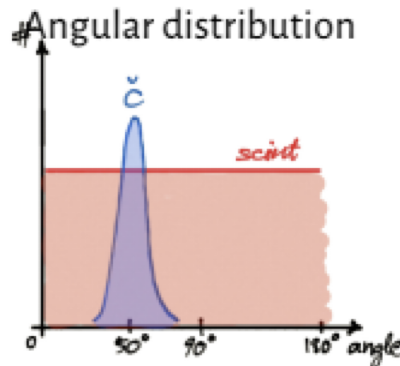 # Angular distribution
Č
scint
0 50° 90° 180° angle